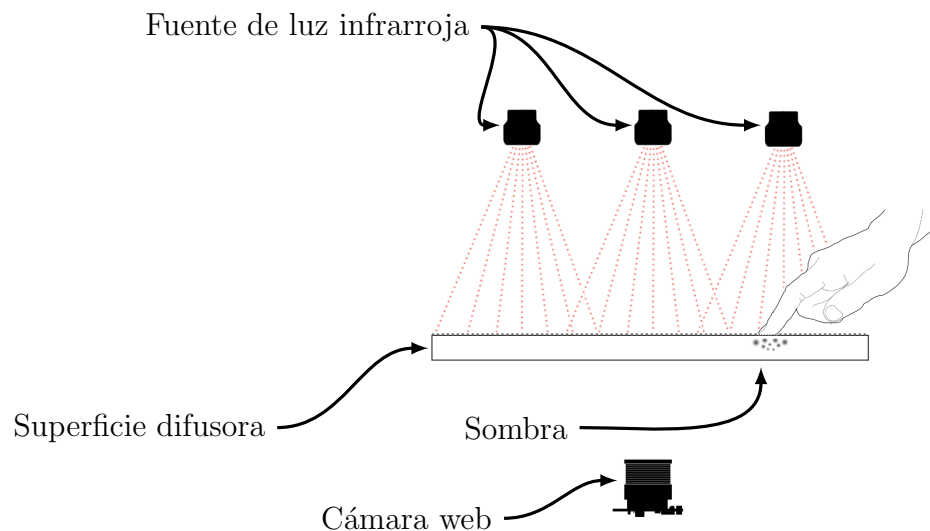 Fuente de luz infrarroja
Superficie difusora
Sombra
Cámara web